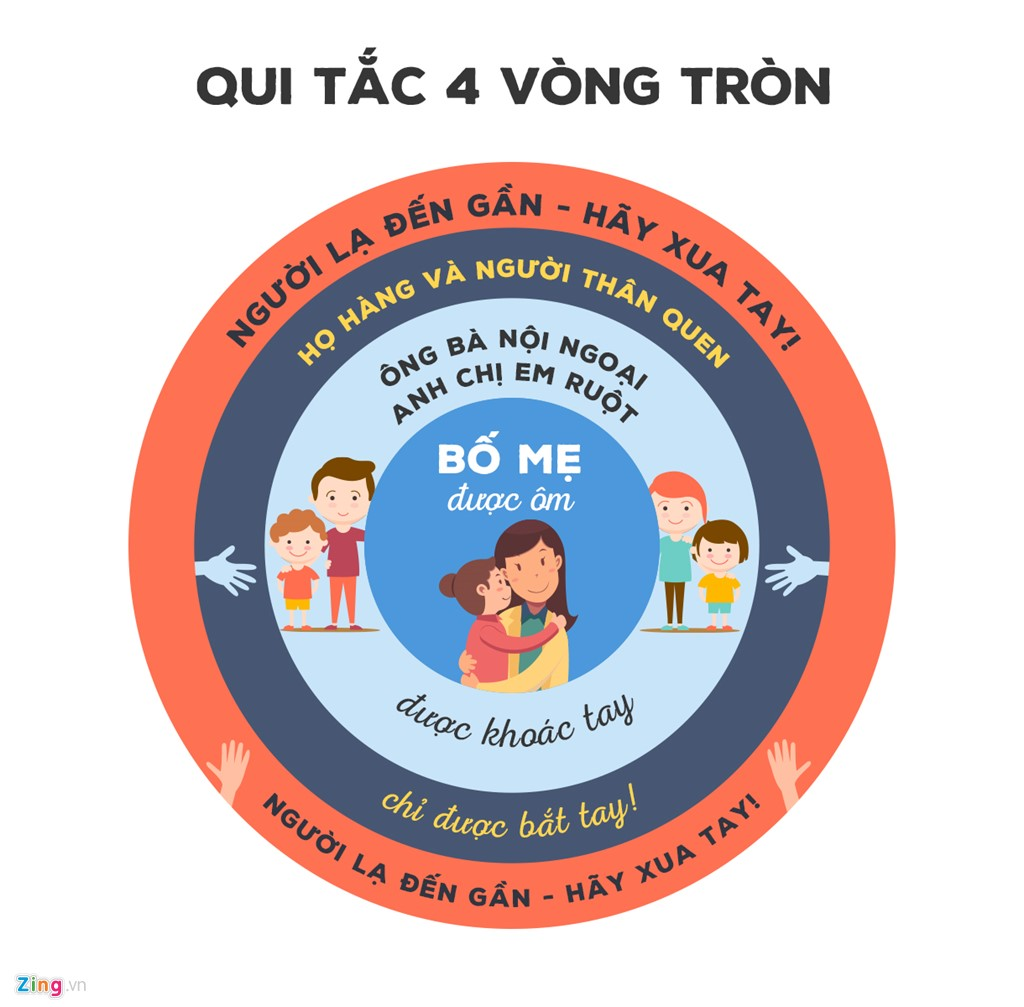 QUI TẮC 4 VÒNG TRÒN
NGƯỜI LẠ ĐẾN GẦN - HÃY XUA TAY!
HỌ HÀNG VÀ NGƯỜI THÂN QUEN
ÔNG BÀ NỘI NGOẠI
ANH CHỊ EM RUỘT
BỐ MẸ
được ôm
được khoác tay
chỉ được bắt tay!
NGƯỜI LẠ ĐẾN GẦN - HÃY XUA TAY!
Zing.vn